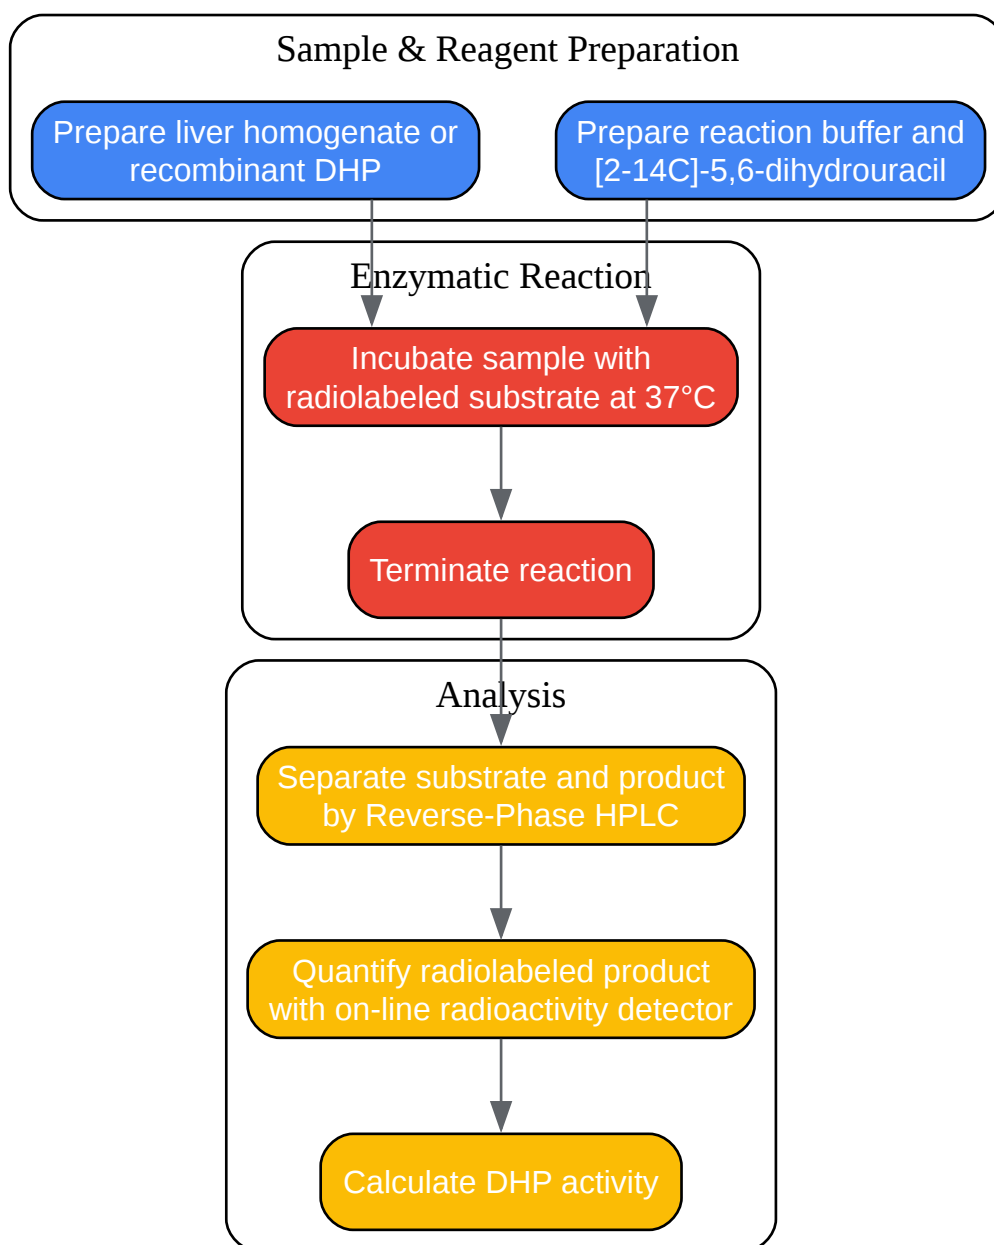 Sample & Reagent Preparation
Prepare liver homogenate or
recombinant DHP
Prepare reaction buffer and
[2-14C]-5,6-dihydrouracil
Enzymatic Reaction
Incubate sample with
radiolabeled substrate at 37°C
Terminate reaction
Analysis
Separate substrate and product
by Reverse-Phase HPLC
Quantify radiolabeled product
with on-line radioactivity detector
Calculate DHP activity